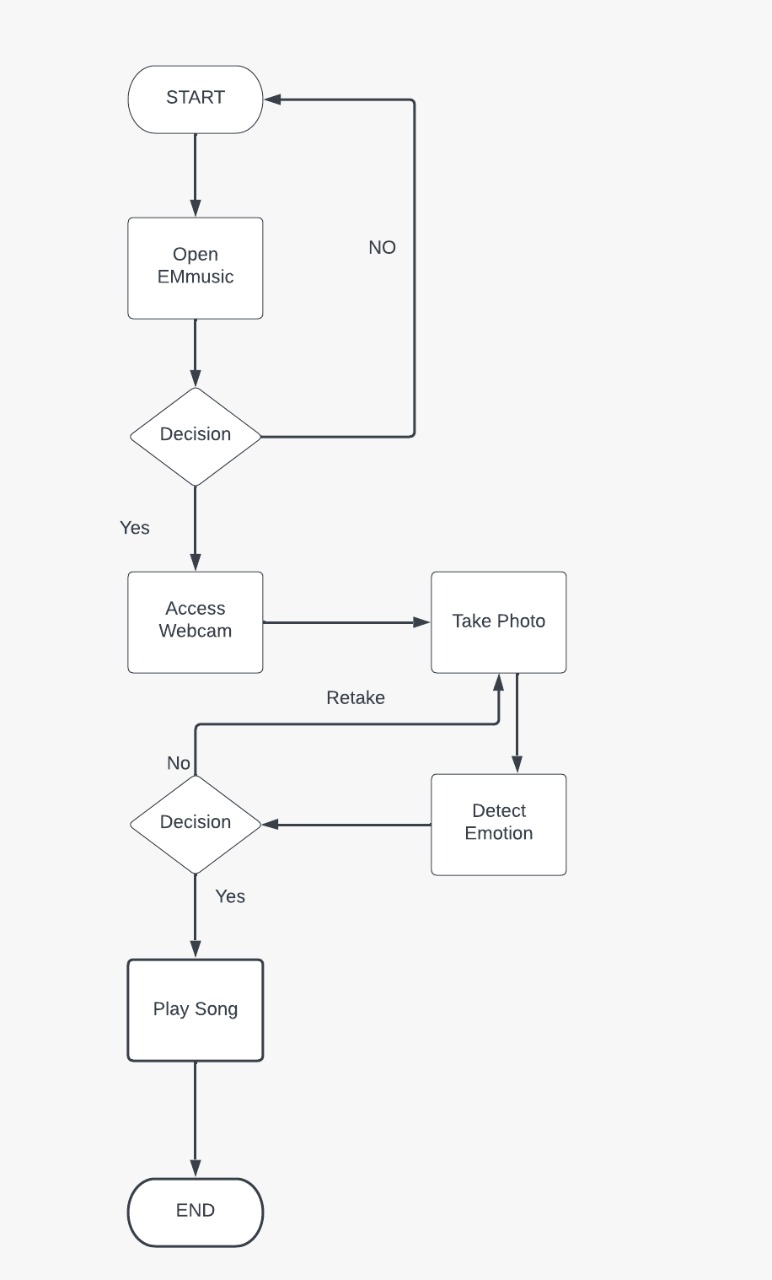 START
Open
EMmusic
NO
Decision
Yes
Access
Webcam
Take Photo
Retake
No
Decision
Detect
Emotion
Yes
Play Song
END